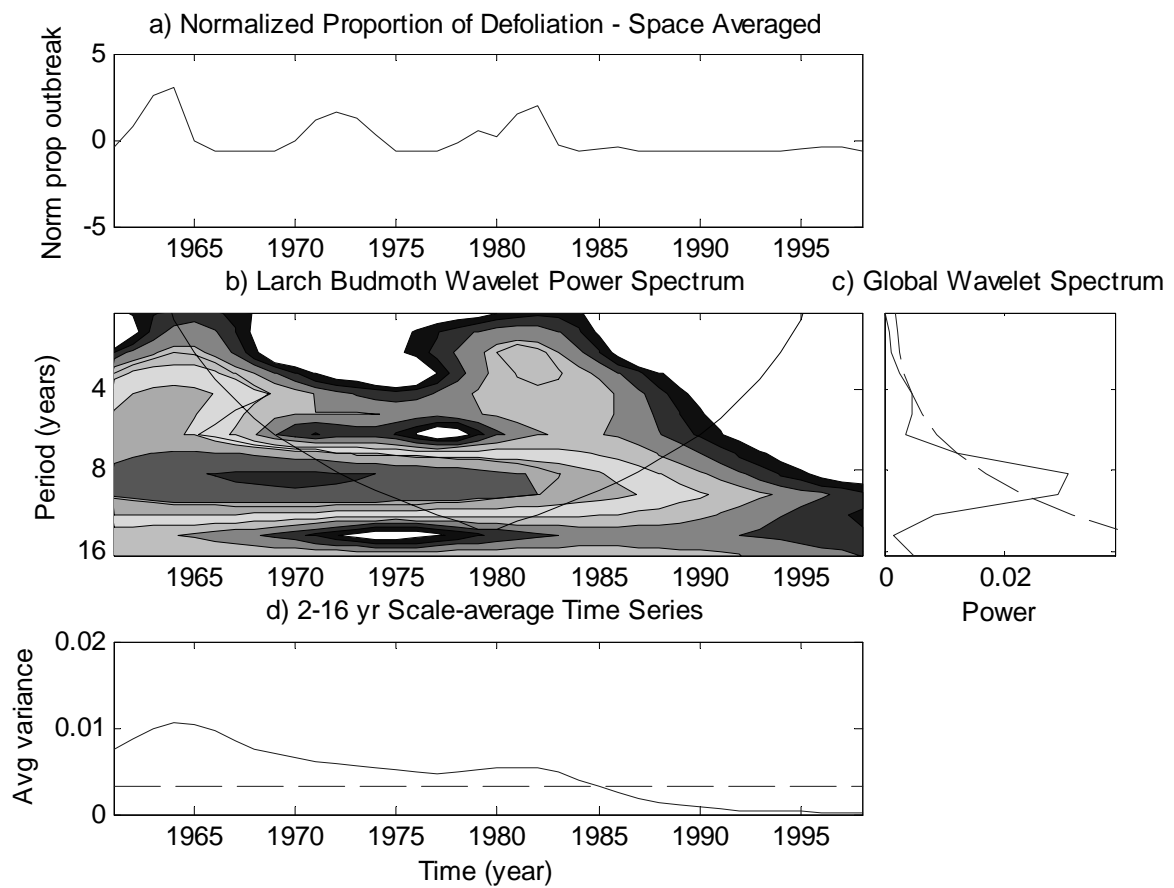 a) Normalized Proportion of Defoliation - Space Averaged
Norm prop outbreak
5
0
-5
1965 1970 1975 1980 1985 1990 1995
b) Larch Budmoth Wavelet Power Spectrum
c) Global Wavelet Spectrum
Period (years)
4
8
16
1965 1970 1975 1980 1985 1990 1995
0 0.02
Power
d) 2-16 yr Scale-average Time Series
Avg variance
0.02
0.01
0
1965 1970 1975 1980 1985 1990 1995
Time (year)